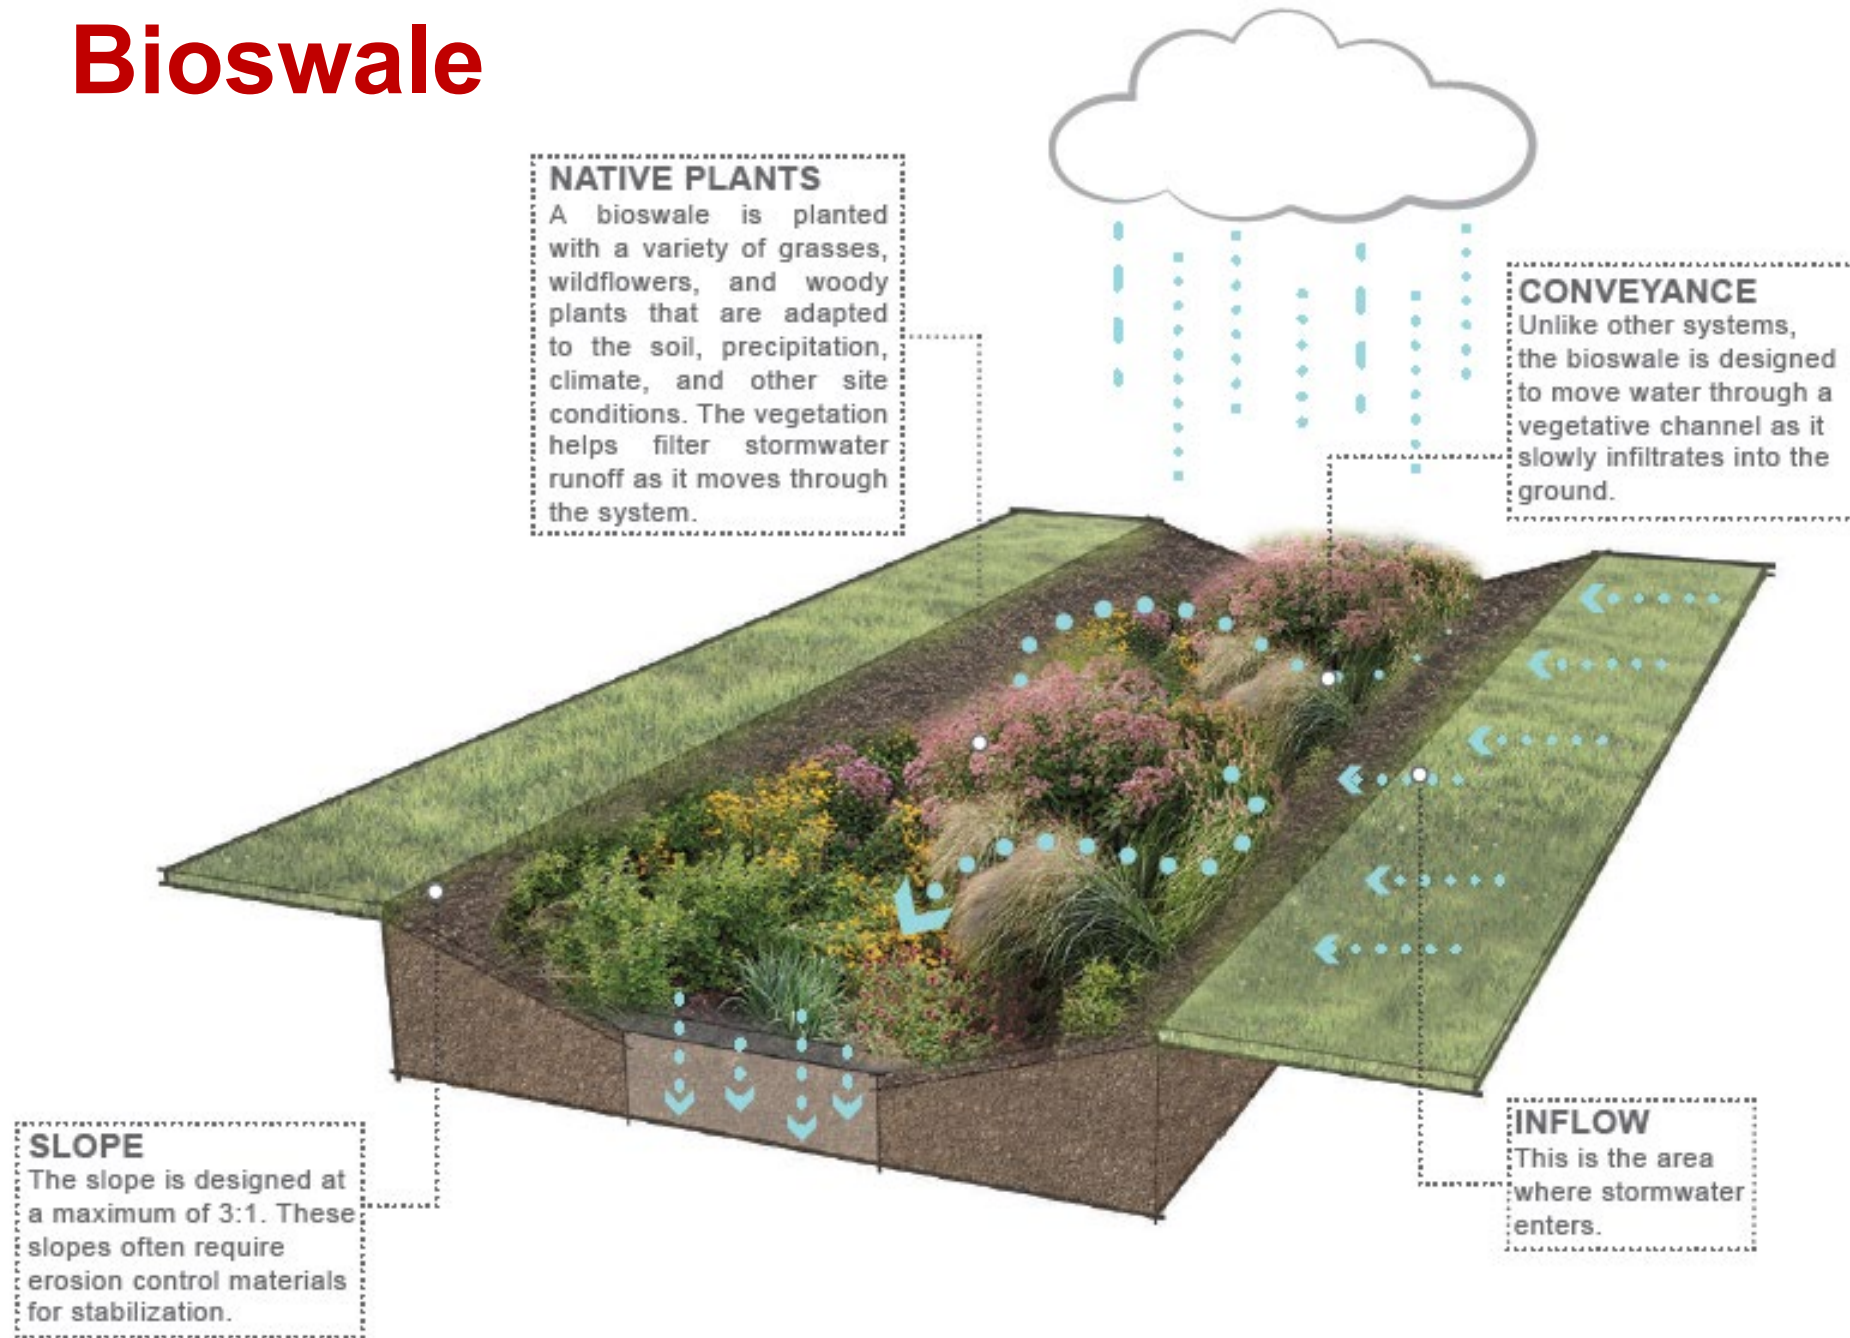 Bioswale
NATIVE PLANTS
A bioswale is planted
with a variety of grasses,
wildflowers, and woody
plants that are adapted
to the soil, precipitation,
climate, and other site
conditions. The vegetation
helps filter stormwater
runoff as it moves through
the system.
CONVEYANCE
Unlike other systems,
the bioswale is designed
to move water through a
vegetative channel as it
slowly infiltrates into the
ground.
SLOPE
The slope is designed at
a maximum of 3:1. These
slopes often require
erosion control materials
for stabilization.
INFLOW
This is the area
where stormwater
enters.